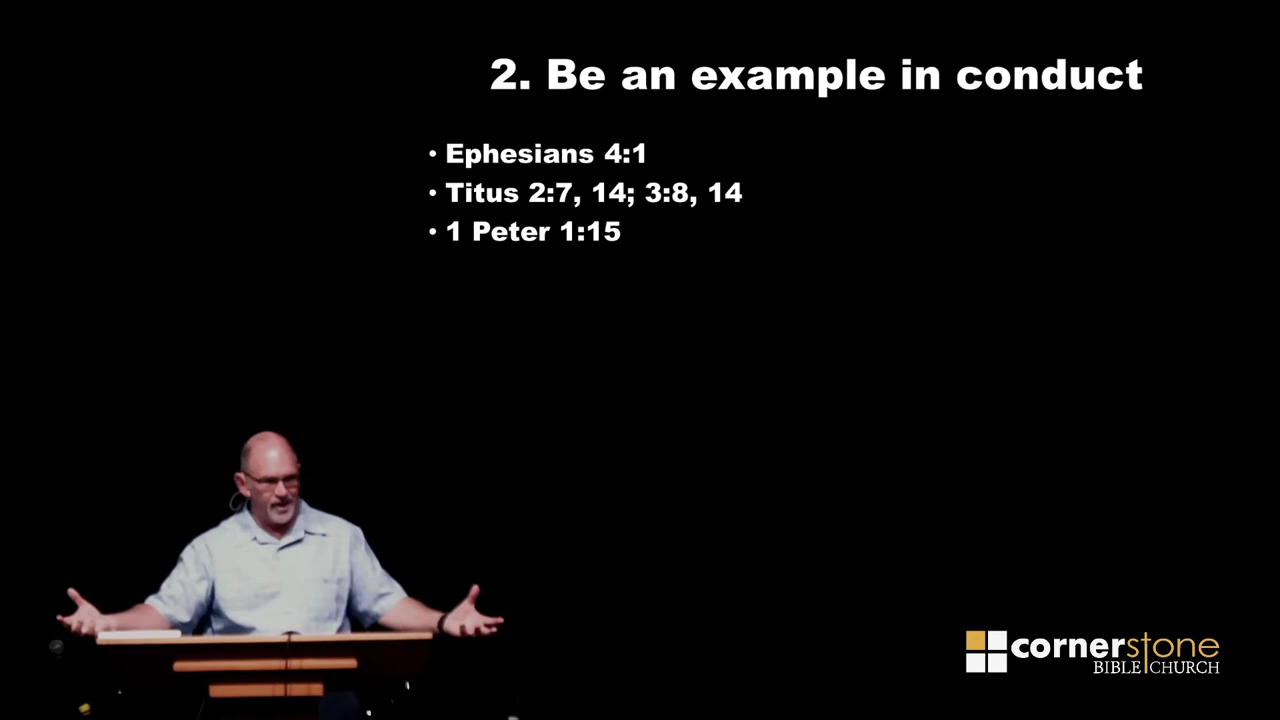 2. Be an example in conduct
• Ephesians 4:1
• Titus 2:7, 14; 3:8, 14
• 1 Peter 1:15
cornerstone
BIBLE CHURCH